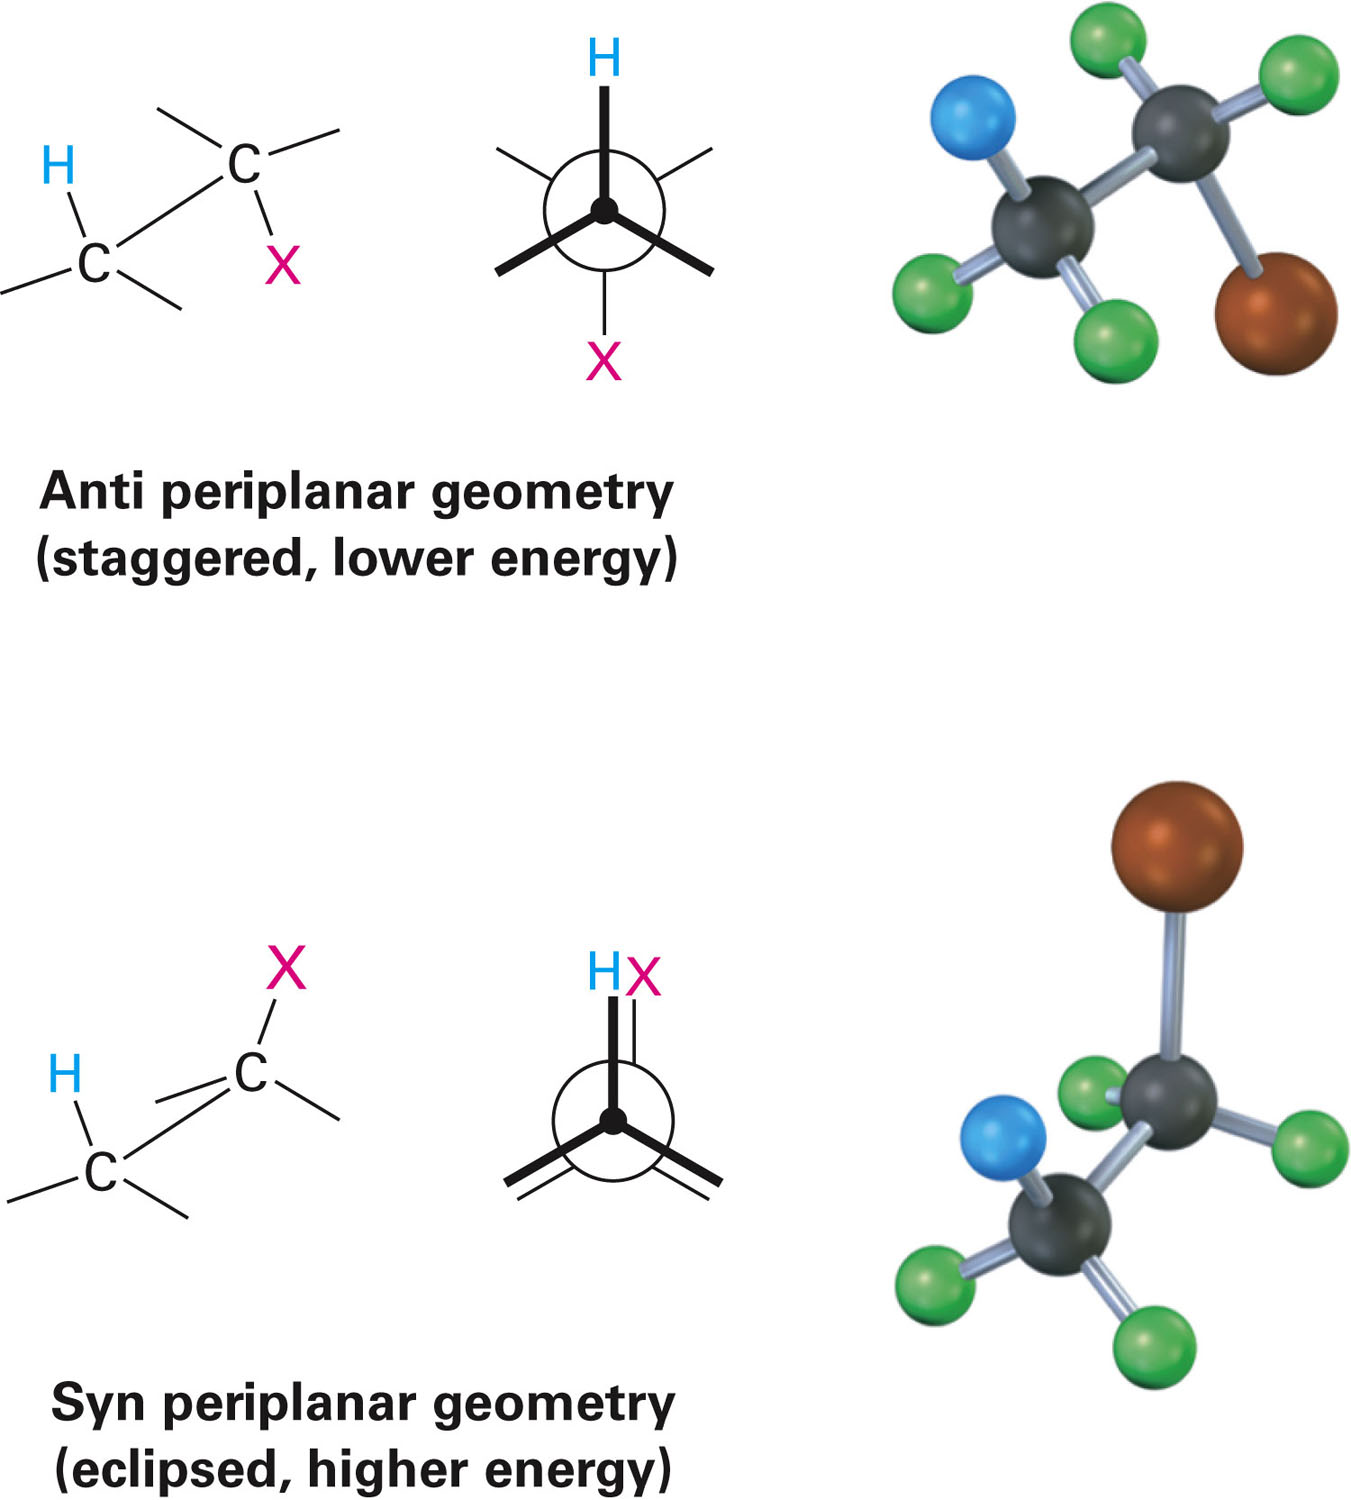 H
C
H
C
X
X
Anti periplanar geometry
(staggered, lower energy)
X
HX
H
C
C
Syn periplanar geometry
(eclipsed, higher energy)